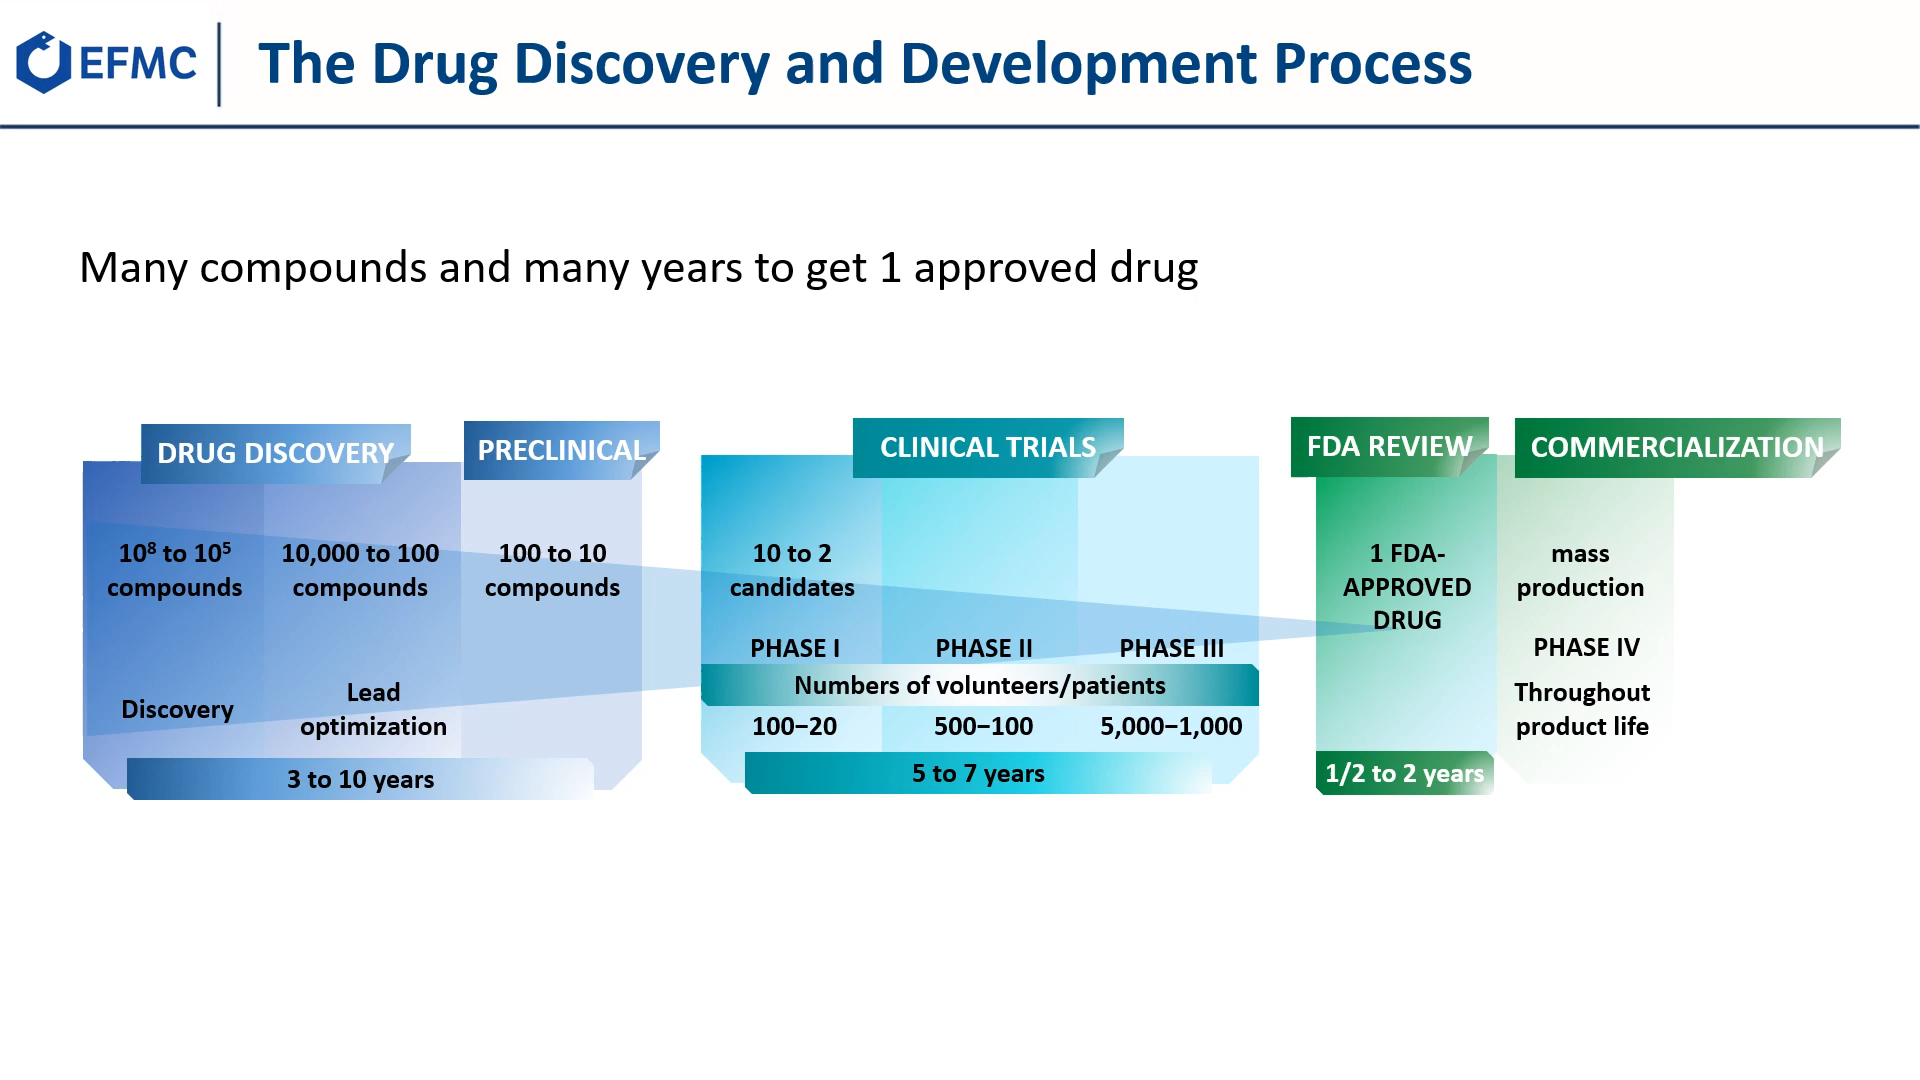 EFMC
The Drug Discovery and Development Process
Many compounds and many years to get 1 approved drug
DRUG DISCOVERY
PRECLINICAL
CLINICAL TRIALS
FDA REVIEW
COMMERCIALIZATION
10⁸ to 10⁵
compounds
10,000 to 100
compounds
100 to 10
compounds
10 to 2
candidates
1 FDA-
APPROVED
DRUG
mass
production
PHASE I
PHASE II
PHASE III
PHASE IV
Discovery
Lead
optimization
Numbers of volunteers/patients
100–20
500–100
5,000–1,000
Throughout
product life
3 to 10 years
5 to 7 years
1/2 to 2 years